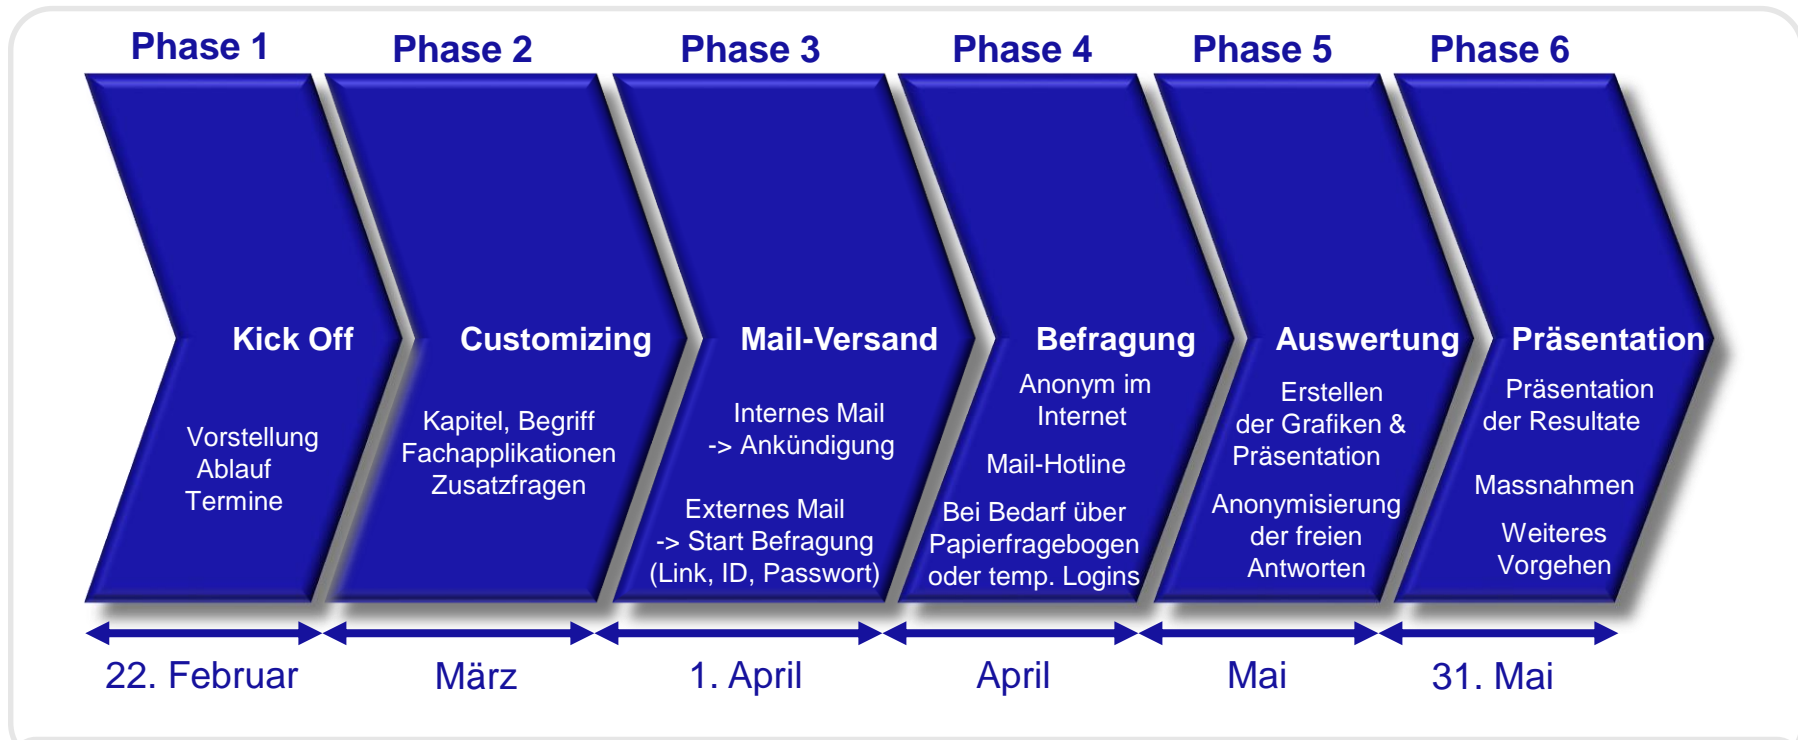 Phase 1
Phase 2
Phase 3
Phase 4
Phase 5
Phase 6
Kick Off
Vorstellung
Ablauf
Termine
Customizing
Kapitel, Begriff
Fachapplikationen
Zusatzfragen
Mail-Versand
Internes Mail
-> Ankündigung
Externes Mail
-> Start Befragung
(Link, ID, Passwort)
Befragung
Anonym im
Internet
Mail-Hotline
Bei Bedarf über
Papierfragebogen
oder temp. Logins
Auswertung
Erstellen
der Grafiken &
Präsentation
Anonymisierung
der freien
Antworten
Präsentation
Präsentation
der Resultate
Massnahmen
Weiteres
Vorgehen
22. Februar
März
1. April
April
Mai
31. Mai